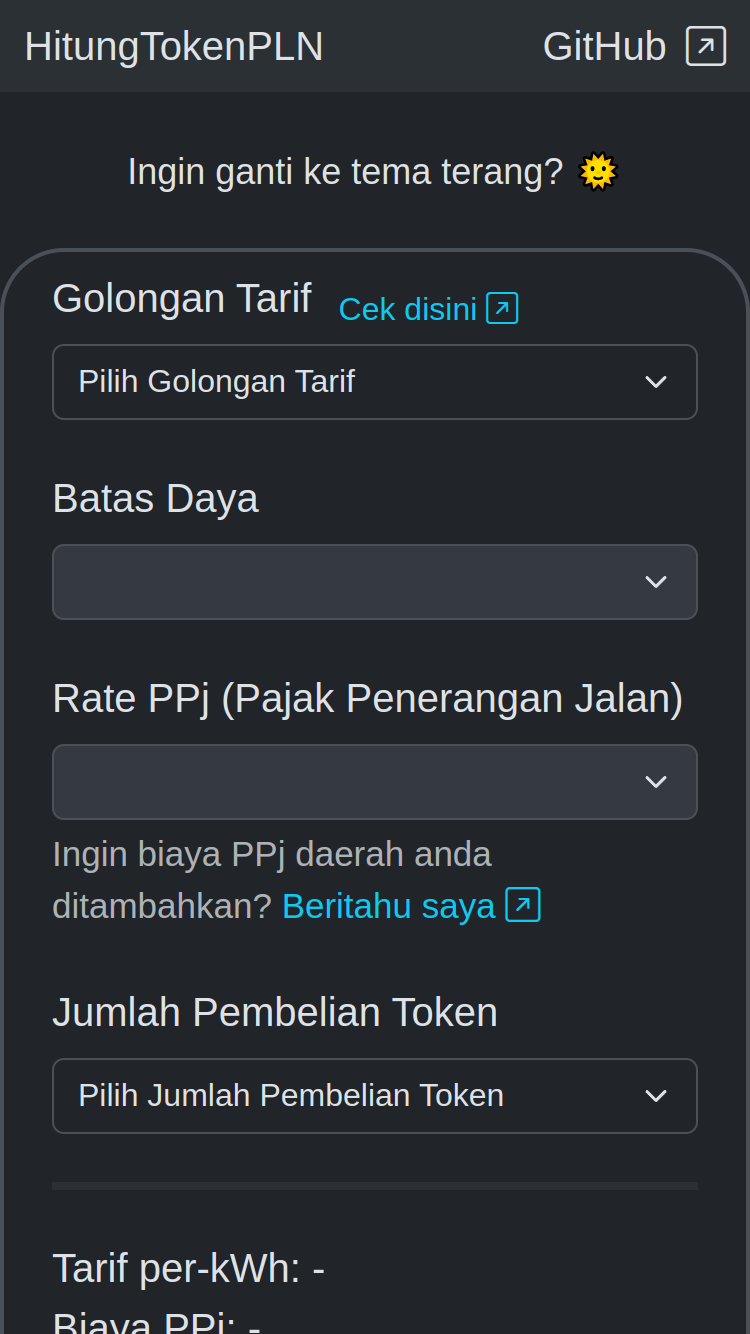 HitungTokenPLN GitHub
Ingin ganti ke tema terang? 🌞
Golongan Tarif Cek disini
Pilih Golongan Tarif
Batas Daya
Rate PPj (Pajak Penerangan Jalan)
Ingin biaya PPj daerah anda
ditambahkan? Beritahu saya
Jumlah Pembelian Token
Pilih Jumlah Pembelian Token
Tarif per-kWh: -
Biaya PPj: -